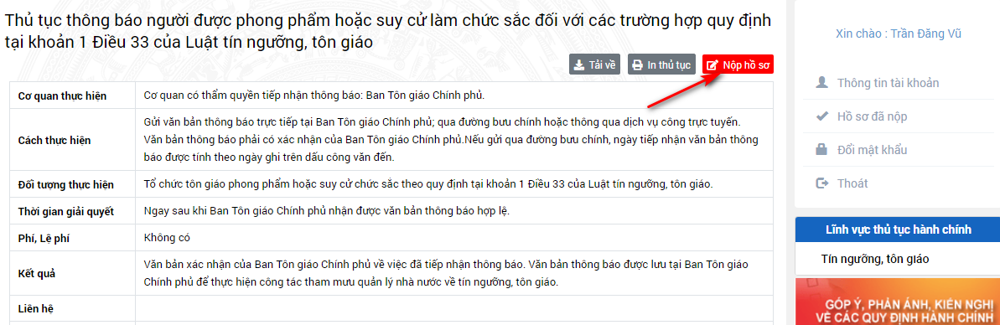 Thủ tục thông báo người được phong phẩm hoặc suy cử làm chức sắc đối với các trường hợp quy định
tại khoản 1 Điều 33 của Luật tín ngưỡng, tôn giáo
Tải về In thủ tục Nộp hồ sơ
Cơ quan thực hiện Cơ quan có thẩm quyền tiếp nhận thông báo: Ban Tôn giáo Chính phủ.
Gửi văn bản thông báo trực tiếp tại Ban Tôn giáo Chính phủ; qua đường bưu chính hoặc thông qua dịch vụ công trực tuyến.
Cách thực hiện Văn bản thông báo phải có xác nhận của Ban Tôn giáo Chính phủ.Nếu gửi qua đường bưu chính, ngày tiếp nhận văn bản thông
báo được tính theo ngày ghi trên dấu công văn đến.
Đối tượng thực hiện Tổ chức tôn giáo phong phẩm hoặc suy cử chức sắc theo quy định tại khoản 1 Điều 33 của Luật tín ngưỡng, tôn giáo.
Thời gian giải quyết Ngay sau khi Ban Tôn giáo Chính phủ nhận được văn bản thông báo hợp lệ.
Phí, Lệ phí Không có
Kết quả Văn bản xác nhận của Ban Tôn giáo Chính phủ về việc đã tiếp nhận thông báo. Văn bản thông báo được lưu tại Ban Tôn giáo
Chính phủ để thực hiện công tác tham mưu quản lý nhà nước về tín ngưỡng, tôn giáo.
Liên hệ
Xin chào : Trần Đăng Vũ
Thông tin tài khoản
Hồ sơ đã nộp
Đổi mật khẩu
Thoát
Lĩnh vực thủ tục hành chính
Tín ngưỡng, tôn giáo
GÓP Ý, PHẢN ÁNH, KIẾN NGHỊ
VỀ CÁC QUY ĐỊNH HÀNH CHÍNH